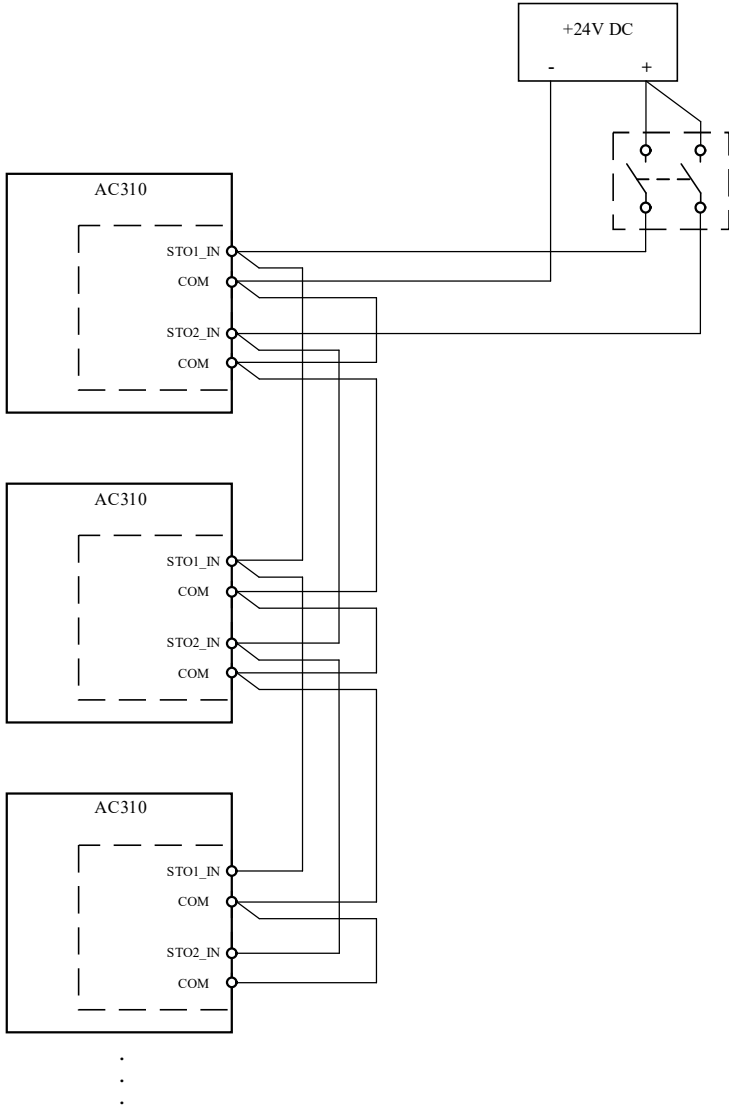 +24V DC
- +
AC310
STO1_IN
COM
STO2_IN
COM
AC310
STO1_IN
COM
STO2_IN
COM
AC310
STO1_IN
COM
STO2_IN
COM